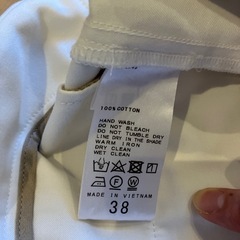 100% COTTON
HAND WASH
DO NOT BLEACH
DO NOT TUMBLE DRY
LINE DRY IN THE SHADE
WARM IRON
DRY CLEAN
WET CLEAN
MADE IN VIETNAM
38